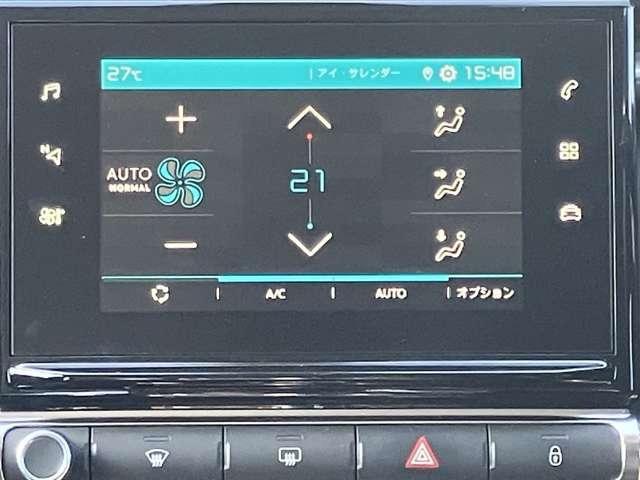 27℃ | アイ・サレンダー 15:48
AUTO
NORMAL
21
A/C | AUTO | オプション
N